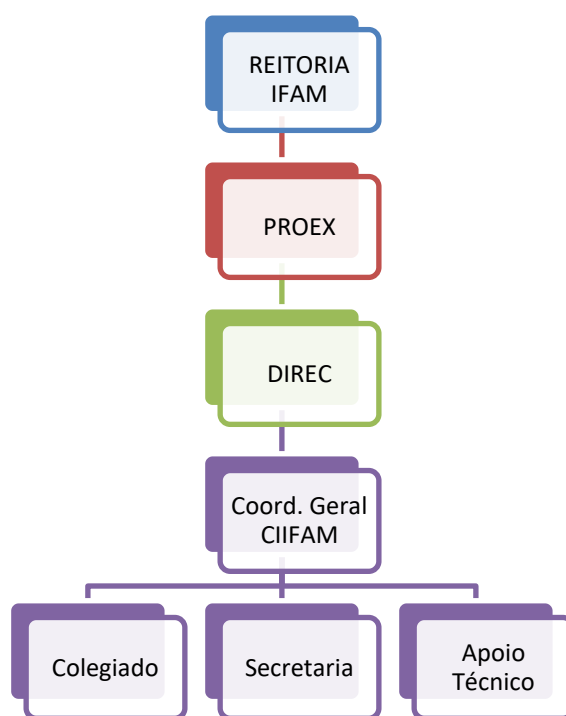 REITORIA
IFAM
PROEX
DIREC
Coord. Geral
CIIFAM
Colegiado
Secretaria
Apoio
Técnico